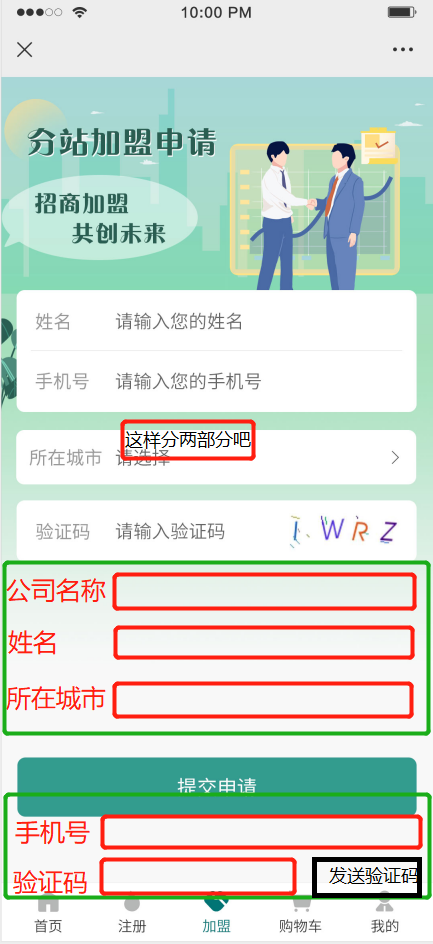 10:00 PM
分站加盟申请
招商加盟
共创未来
姓名 请输入您的姓名
手机号 请输入您的手机号
这样分两部分吧
所在城市 请选择
验证码 请输入验证码 IWRZ
公司名称
姓名
所在城市
提交申请
手机号
验证码 发送验证码
首页 注册 加盟 购物车 我的